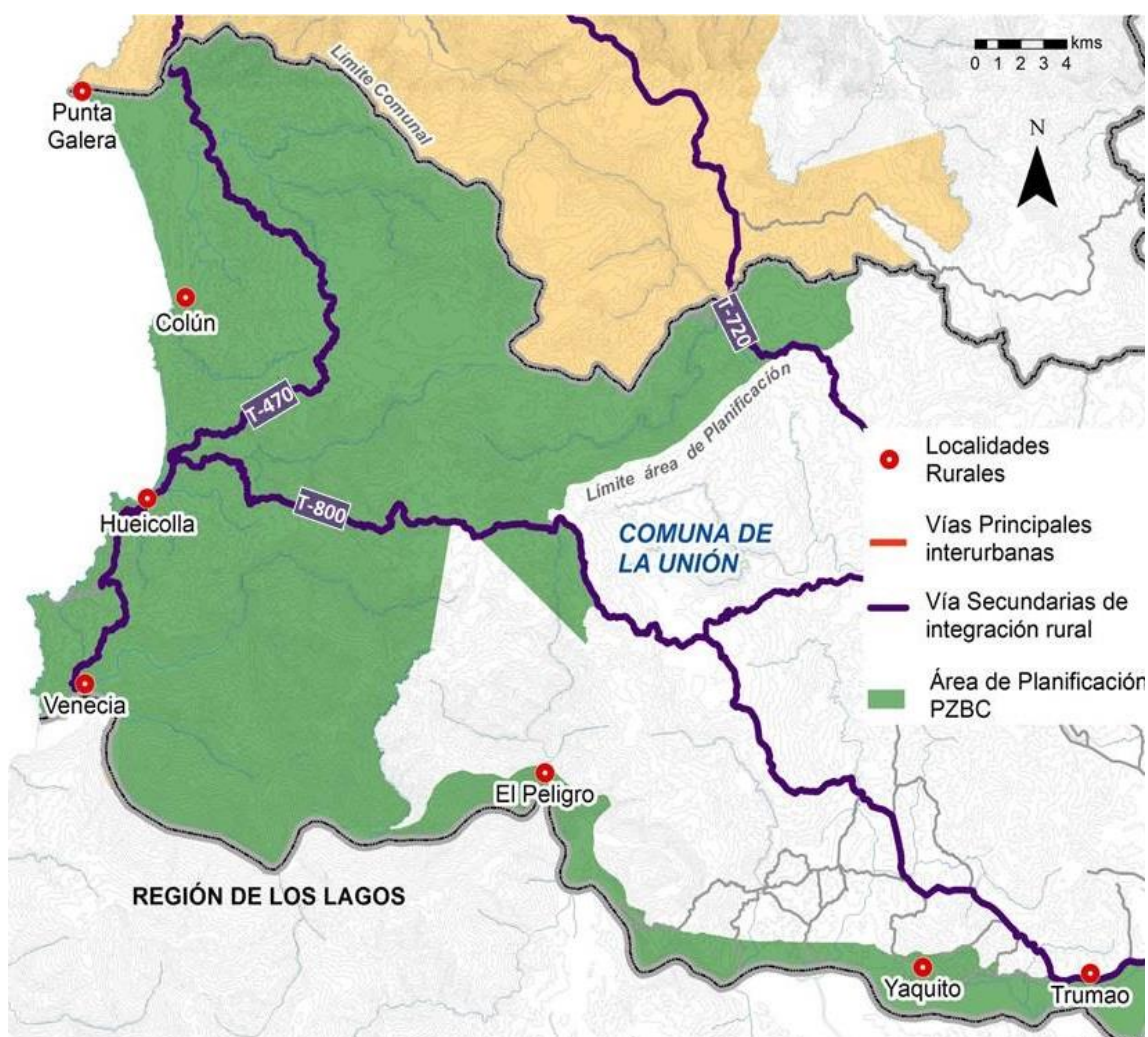 kms
0 1 2 3 4
N
Punta
Galera
Límite Comunal
Colún
T-720
T-470
Límite área de Planificación
Hueicolla
T-800
COMUNA DE
LA UNIÓN
Localidades
Rurales
Vías Principales
interurbanas
Vía Secundarias de
integración rural
Área de Planificación
PZBC
Venecia
El Peligro
REGIÓN DE LOS LAGOS
Yaquito
Trumao